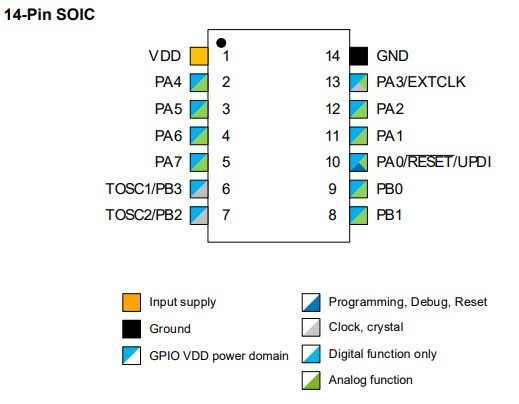 14-Pin SOIC
VDD 1 14 GND
PA4 2 13 PA3/EXTCLK
PA5 3 12 PA2
PA6 4 11 PA1
PA7 5 10 PA0/RESET/UPDI
TOSC1/PB3 6 9 PB0
TOSC2/PB2 7 8 PB1
Input supply
Ground
GPIO VDD power domain
Programming, Debug, Reset
Clock, crystal
Digital function only
Analog function